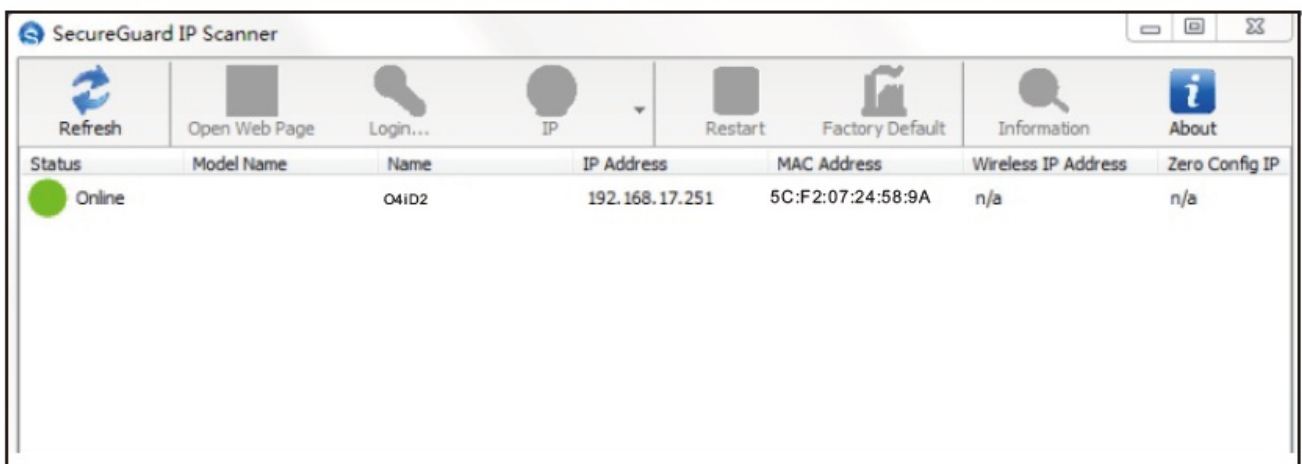 SecureGuard IP Scanner
Refresh Open Web Page Login... IP Restart Factory Default Information About
Status Model Name Name IP Address MAC Address Wireless IP Address Zero Config IP
Online O4iD2 192.168.17.251 5C:F2:07:24:58:9A n/a n/a